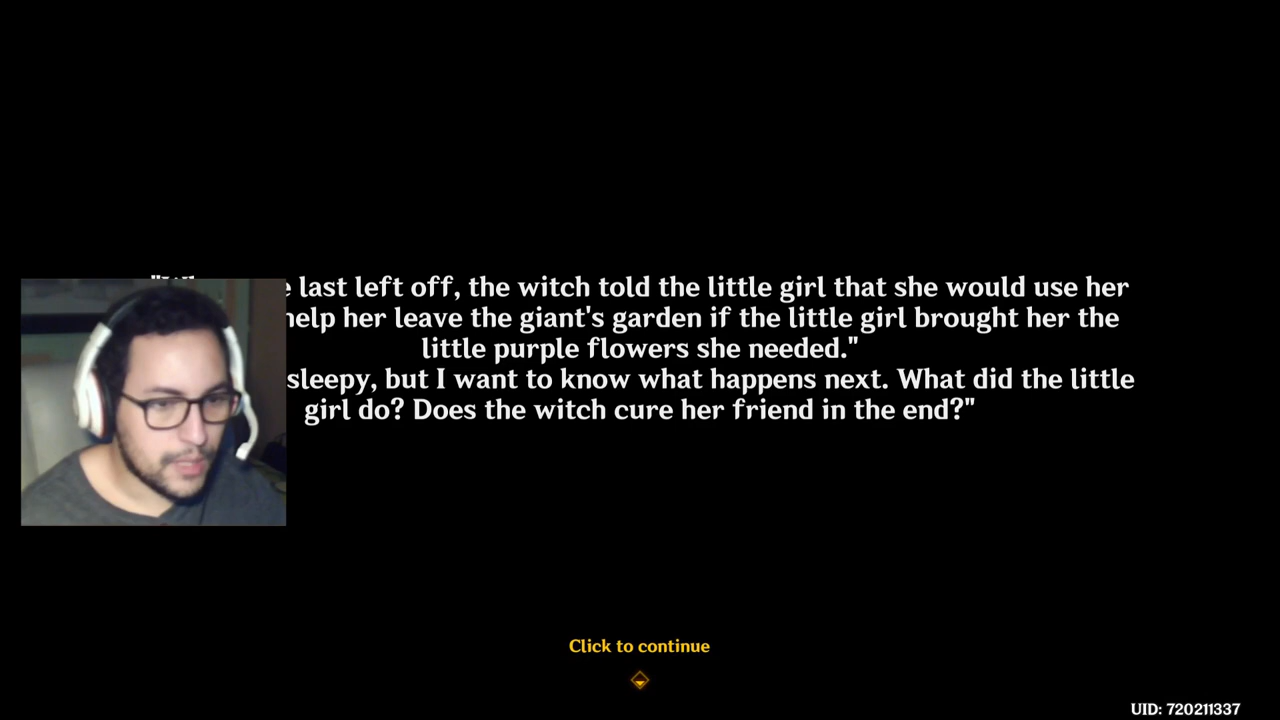 last left off, the witch told the little girl that she would use her
help her leave the giant's garden if the little girl brought her the
little purple flowers she needed."
sleepy, but I want to know what happens next. What did the little
girl do? Does the witch cure her friend in the end?"
Click to continue
UID: 720211337